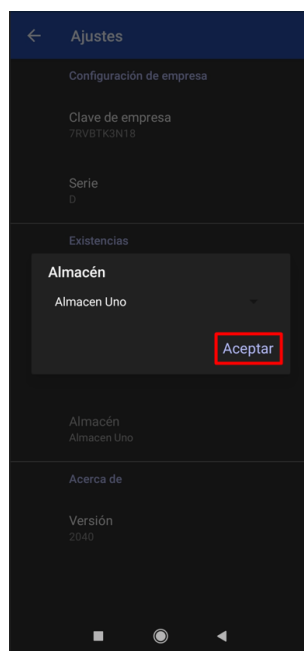 Ajustes
Configuración de empresa
Clave de empresa
7RVBTK3N18
Serie
D
Existencias
Almacén
Almacen Uno
Aceptar
Almacén
Almacen Uno
Acerca de
Versión
2040